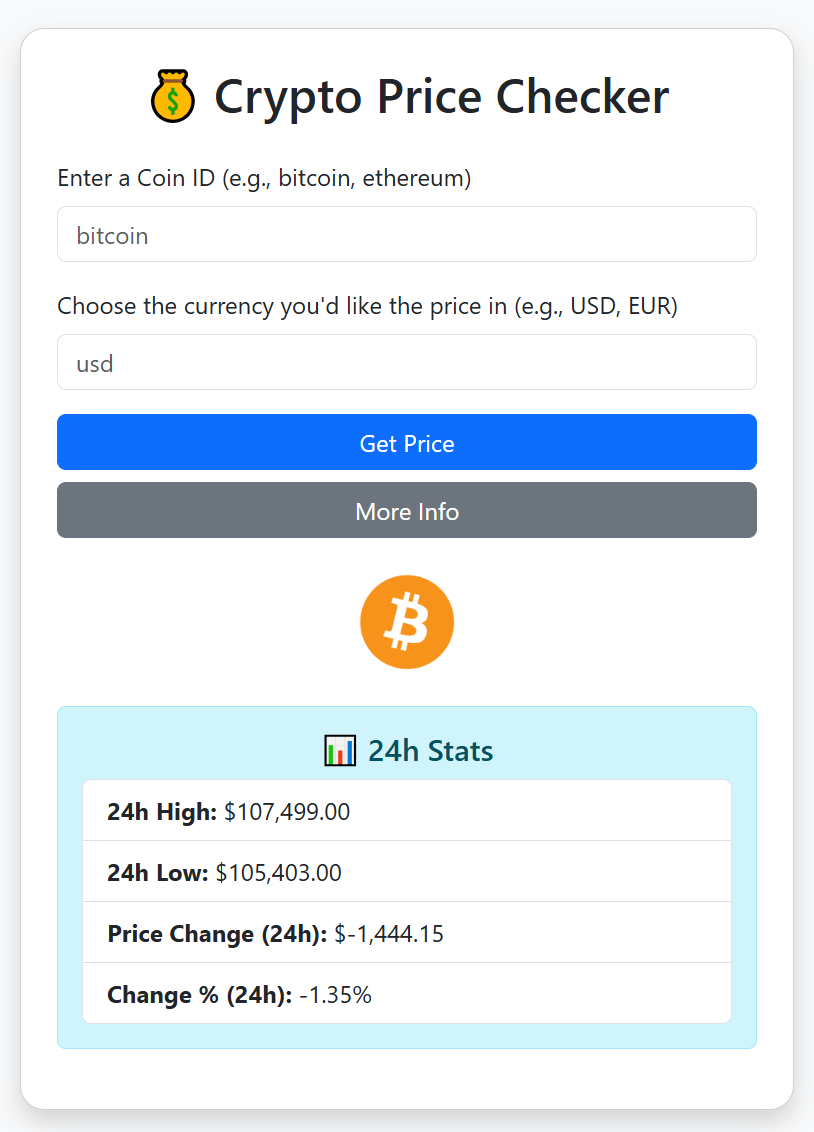 Crypto Price Checker
Enter a Coin ID (e.g., bitcoin, ethereum)
bitcoin
Choose the currency you'd like the price in (e.g., USD, EUR)
usd
Get Price
More Info
24h Stats
24h High: $107,499.00
24h Low: $105,403.00
Price Change (24h): $-1,444.15
Change % (24h): -1.35%